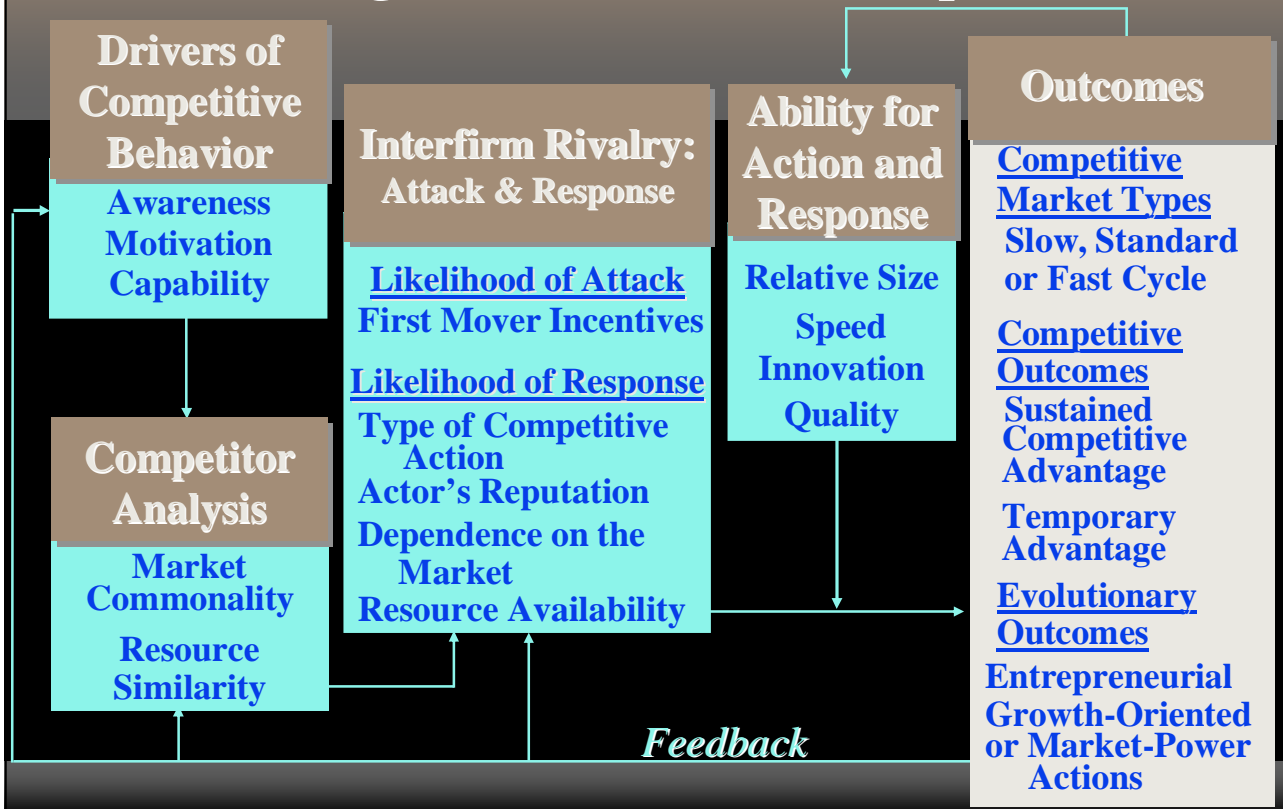 Drivers of
Competitive
Behavior
Awareness
Motivation
Capability
Competitor
Analysis
Market
Commonality
Resource
Similarity
Interfirm Rivalry:
Attack & Response
Likelihood of Attack
First Mover Incentives
Likelihood of Response
Type of Competitive
Action
Actor's Reputation
Dependence on the
Market
Resource Availability
Ability for
Action and
Response
Relative Size
Speed
Innovation
Quality
Outcomes
Competitive
Market Types
Slow, Standard
or Fast Cycle
Competitive
Outcomes
Sustained
Competitive
Advantage
Temporary
Advantage
Evolutionary
Outcomes
Entrepreneurial
Growth-Oriented
or Market-Power
Actions
Feedback